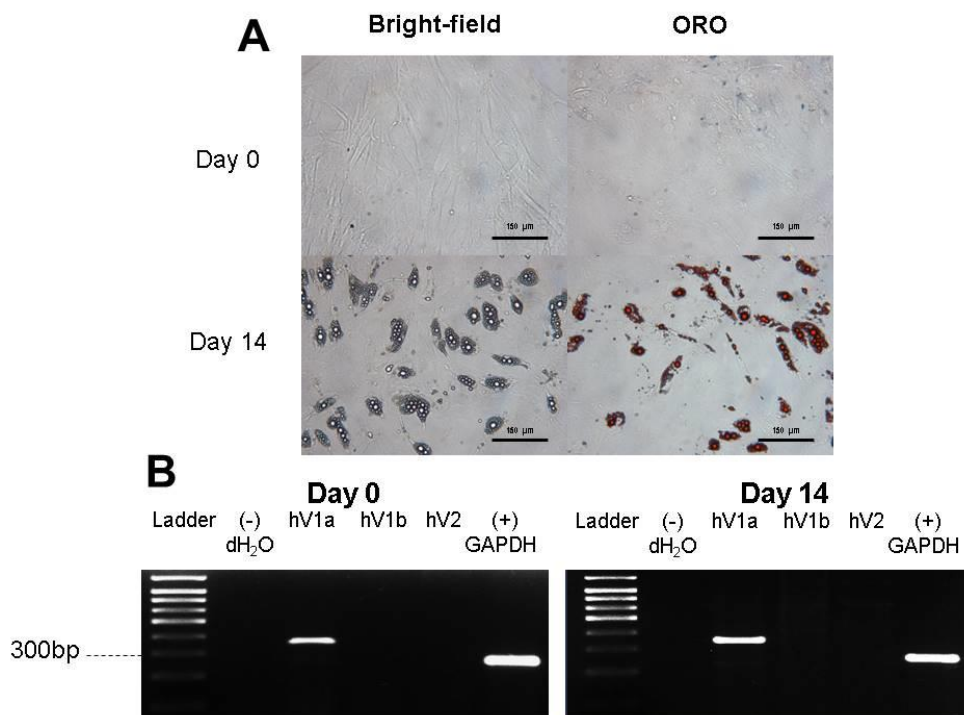 A
Bright-field ORO
Day 0
150 µm 150 µm
Day 14
150 µm 150 µm
B
Day 0 Day 14
Ladder (-) hV1a hV1b hV2 (+) Ladder (-) hV1a hV1b hV2 (+)
dH₂O GAPDH dH₂O GAPDH
300bp